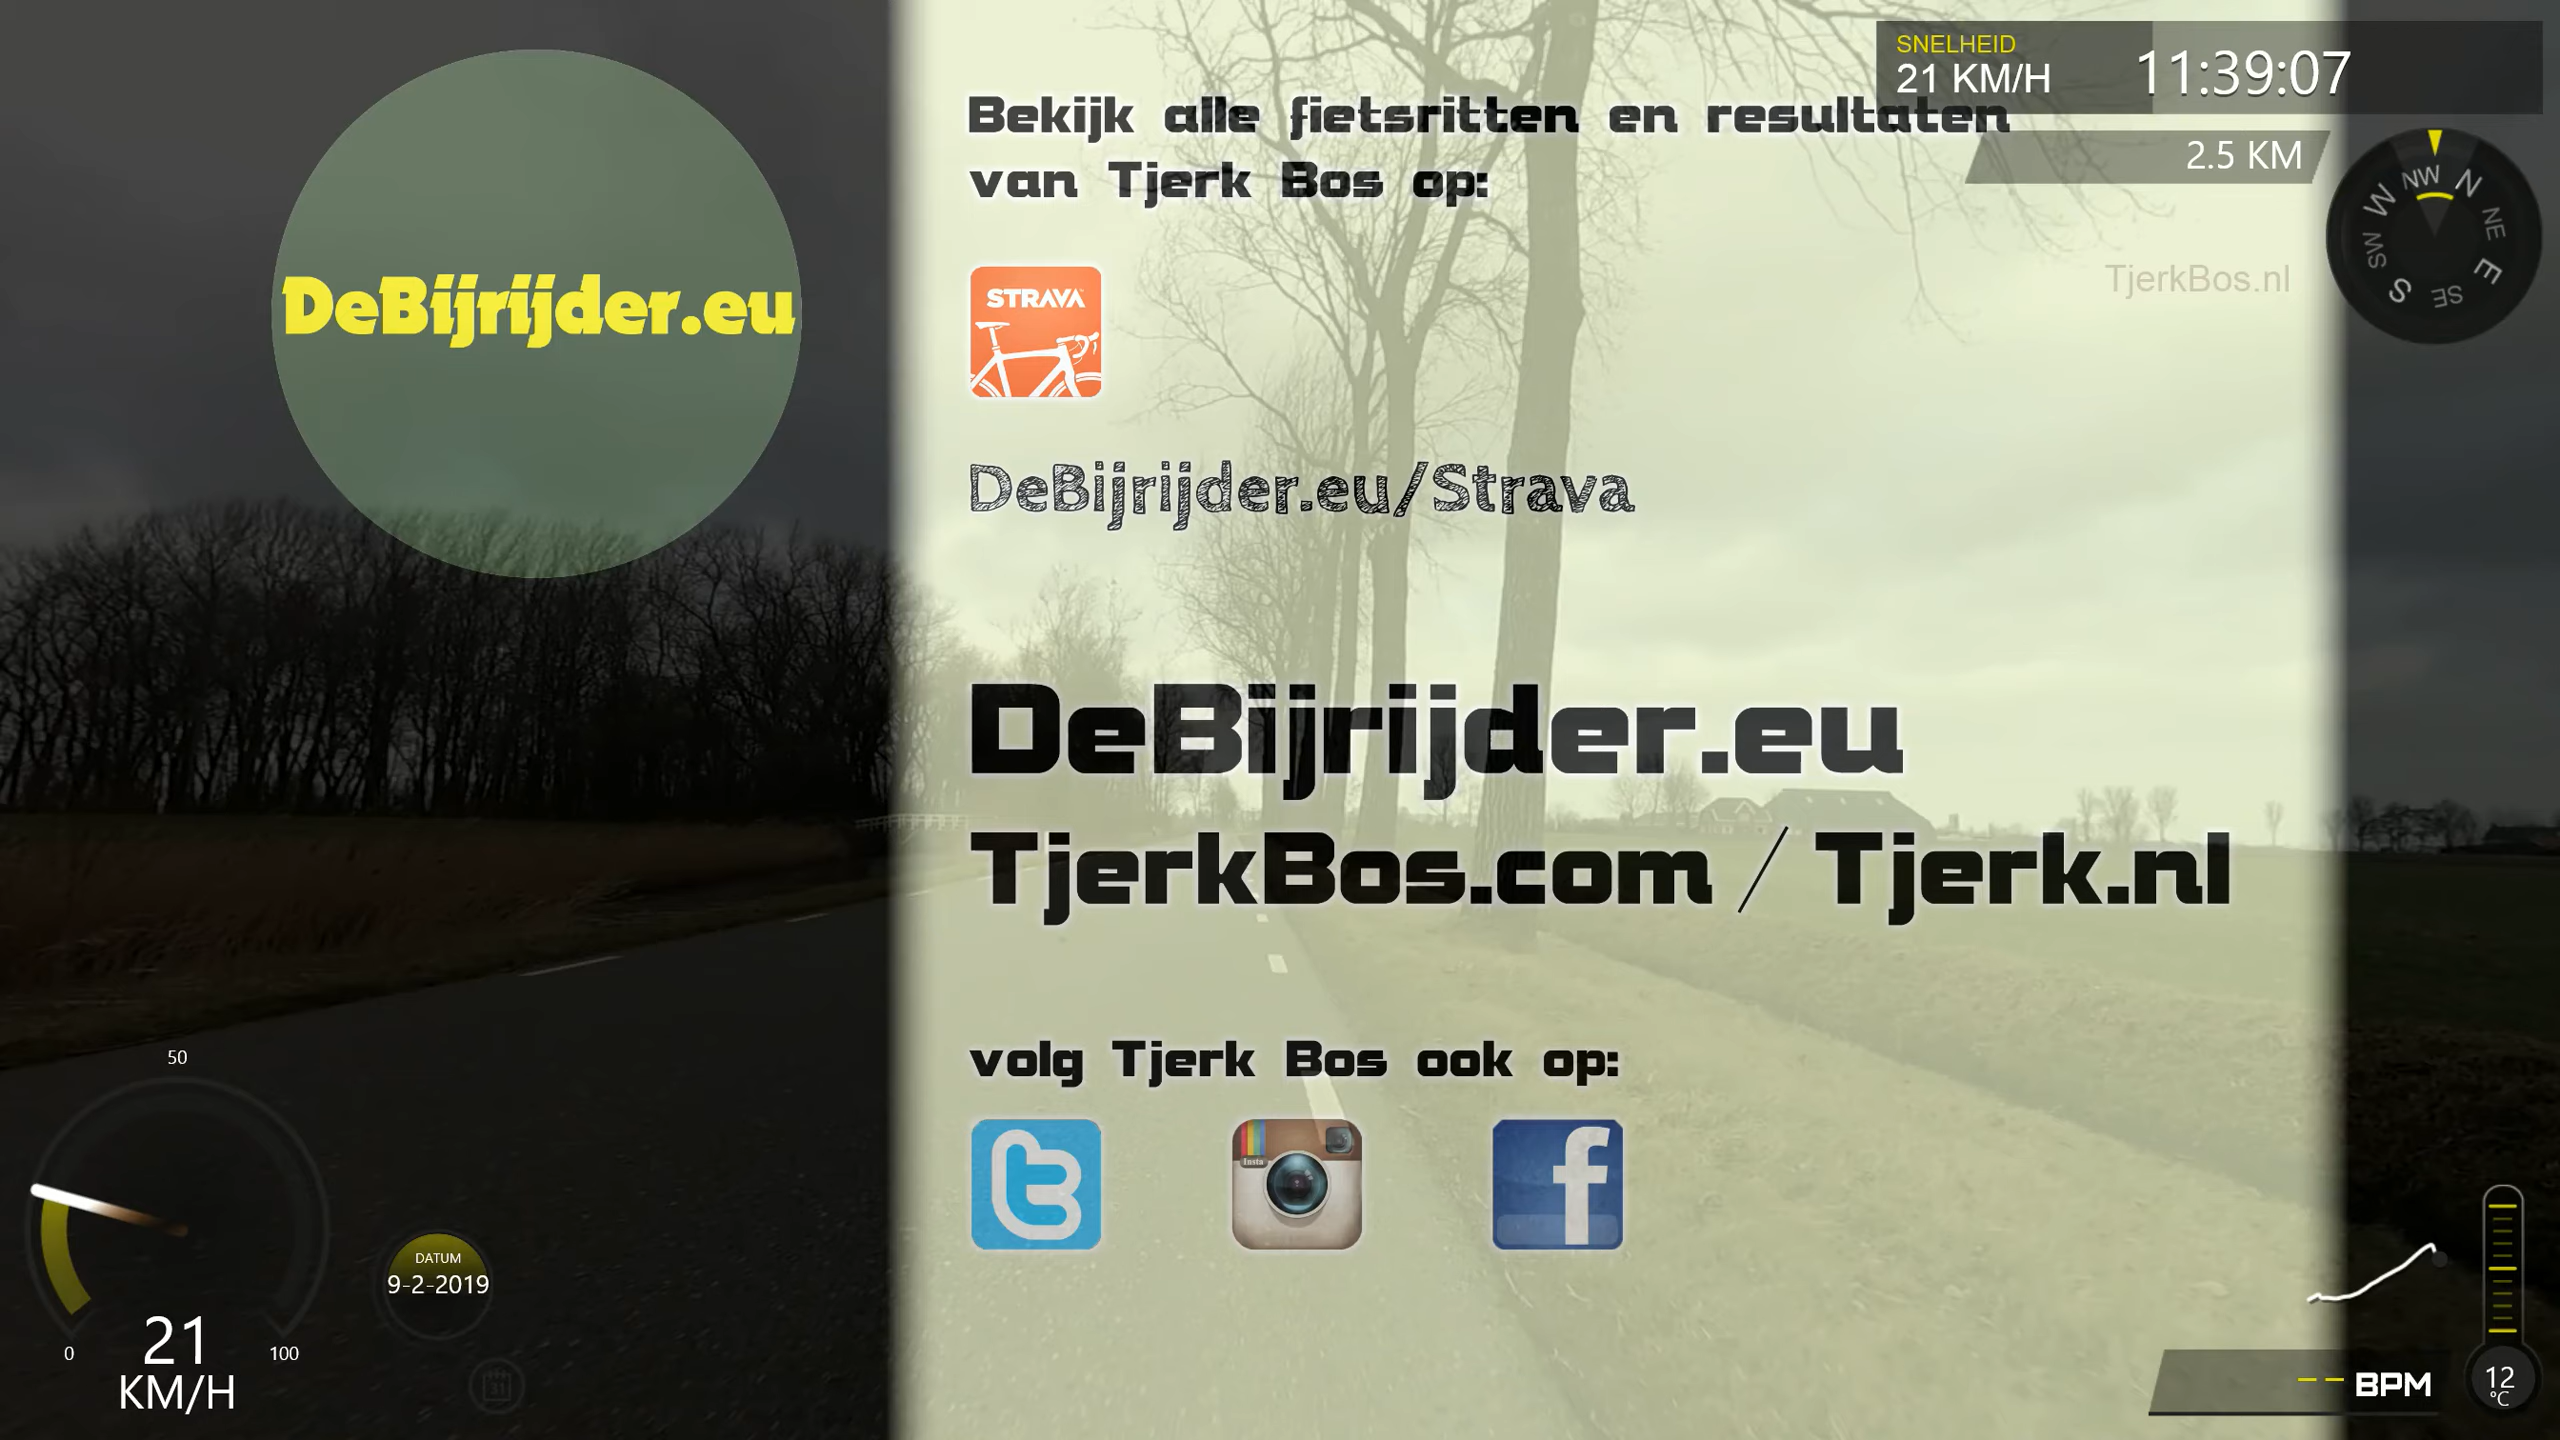 SNELHEID
21 KM/H
11:39:07
2.5 KM
NW
N
NE
E
SE
S
SW
W
TjerkBos.nl
DeBijrijder.eu
Bekijk alle fietsritten en resultaten
van Tjerk Bos op:
STRAVA
DeBijrijder.eu/Strava
DeBijrijder.eu
TjerkBos.com / Tjerk.nl
volg Tjerk Bos ook op:
Insta
50
0
100
21
KM/H
DATUM
9-2-2019
31
-- BPM
12
°C